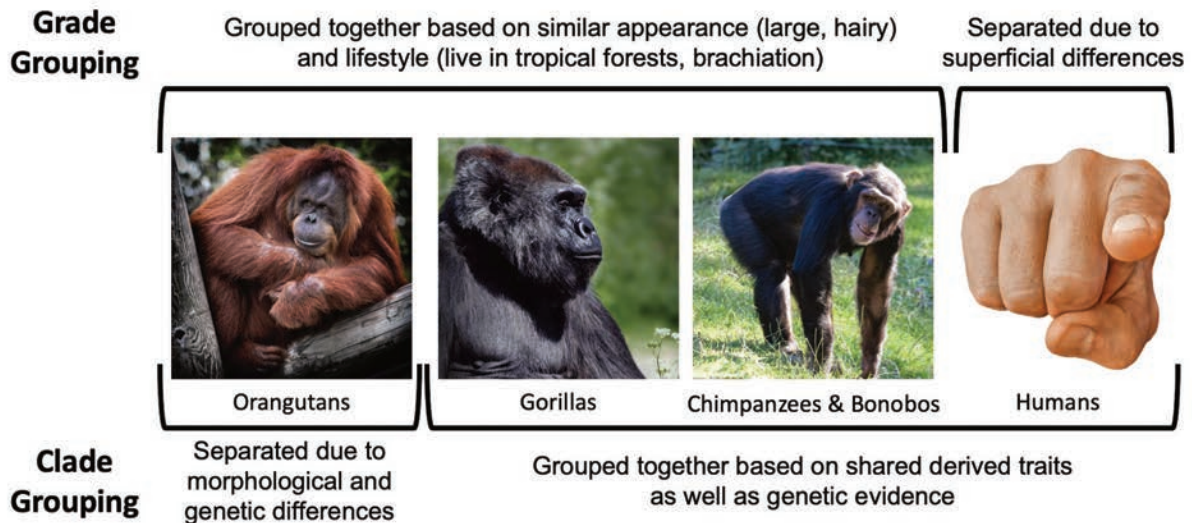 Grade
Grouping
Grouped together based on similar appearance (large, hairy)
and lifestyle (live in tropical forests, brachiation)
Separated due to
superficial differences
Orangutans
Gorillas
Chimpanzees & Bonobos
Humans
Clade
Grouping
Separated due to
morphological and
genetic differences
Grouped together based on shared derived traits
as well as genetic evidence